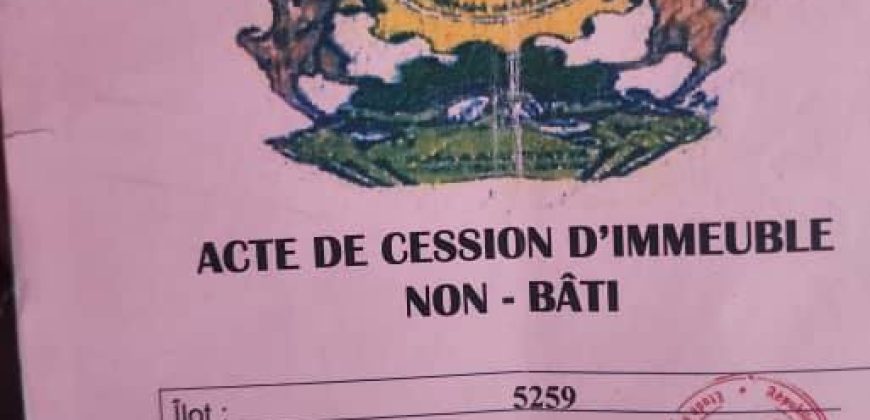 ACTE DE CESSION D'IMMEUBLE
NON - BÂTI
Îlot : 5259